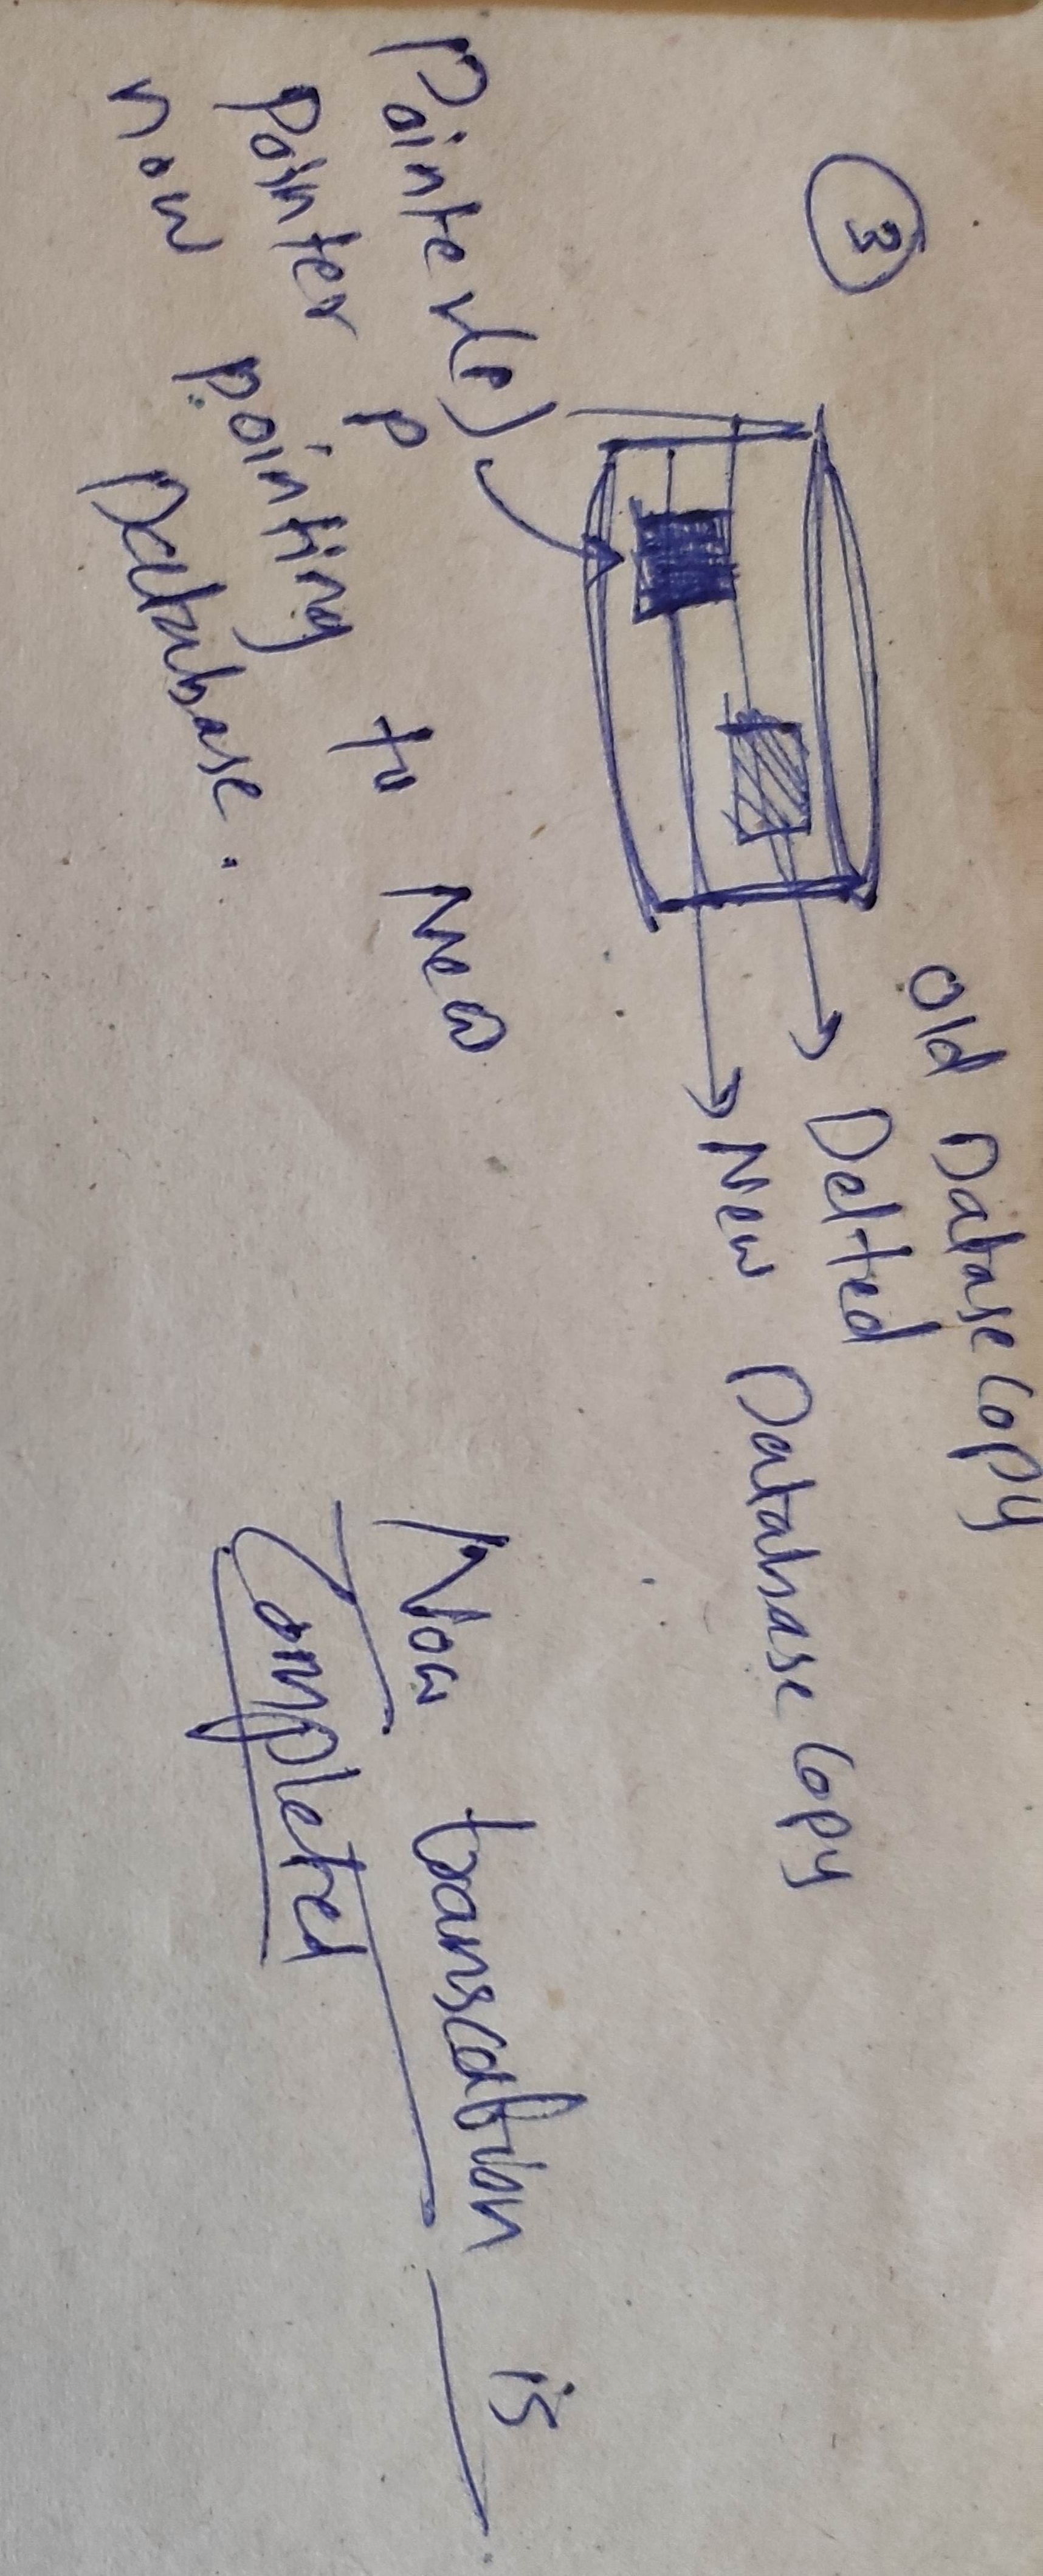 3
Old Datase Copy
Delted
New Database Copy
Pointer(P)
Pointer P
now pointing to New
Database.
Now transcation is
Completed